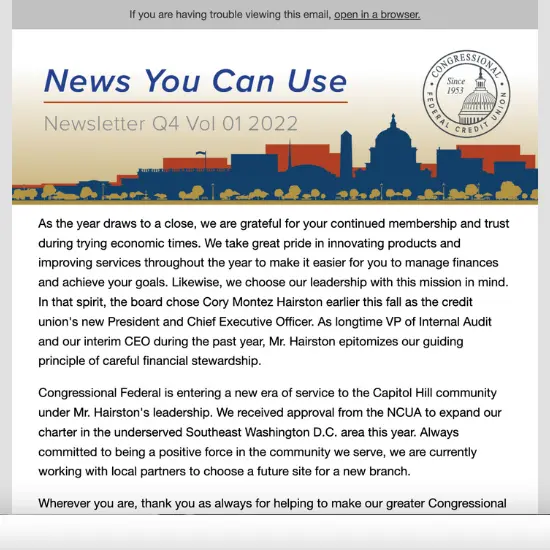 If you are having trouble viewing this email, open in a browser.
News You Can Use
Newsletter Q4 Vol 01 2022
CONGRESSIONAL
Since
1953
FEDERAL CREDIT UNION
As the year draws to a close, we are grateful for your continued membership and trust
during trying economic times. We take great pride in innovating products and
improving services throughout the year to make it easier for you to manage finances
and achieve your goals. Likewise, we choose our leadership with this mission in mind.
In that spirit, the board chose Cory Montez Hairston earlier this fall as the credit
union's new President and Chief Executive Officer. As longtime VP of Internal Audit
and our interim CEO during the past year, Mr. Hairston epitomizes our guiding
principle of careful financial stewardship.
Congressional Federal is entering a new era of service to the Capitol Hill community
under Mr. Hairston's leadership. We received approval from the NCUA to expand our
charter in the underserved Southeast Washington D.C. area this year. Always
committed to being a positive force in the community we serve, we are currently
working with local partners to choose a future site for a new branch.
Wherever you are, thank you as always for helping to make our greater Congressional